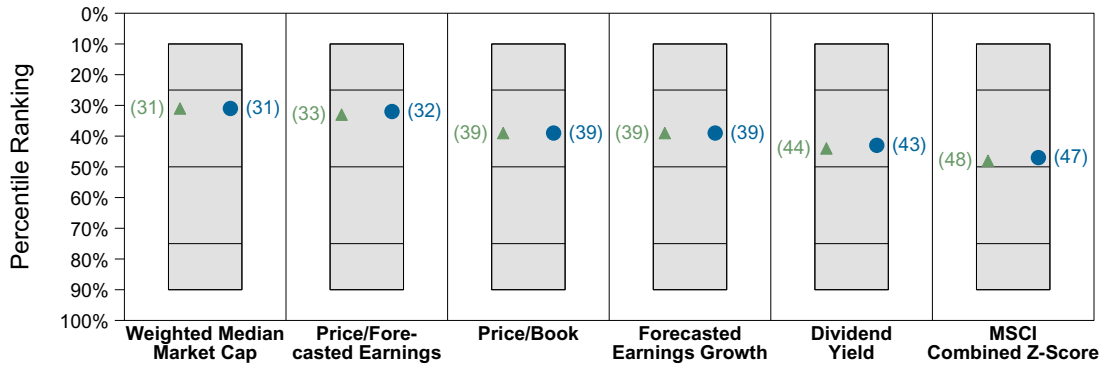 Percentile Ranking
0%
10%
20%
30%
40%
50%
60%
70%
80%
90%
100%
(31)
(31)
(33)
(32)
(39)
(39)
(39)
(39)
(44)
(43)
(48)
(47)
Weighted Median
Market Cap
Price/Fore-
casted Earnings
Price/Book
Forecasted
Earnings Growth
Dividend
Yield
MSCI
Combined Z-Score